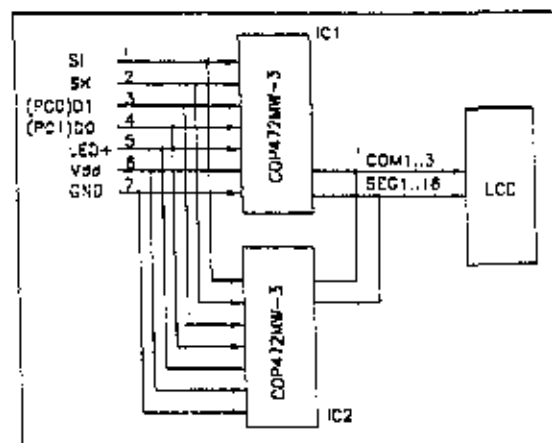 IC1
SI 1
SK 2
(PC0)D1 3
(PC1)D0 4
LED+ 5
Vdd 6
GND 7
COP472MW-3
COM1..3
SEG1..16
LCD
COP472MW-3
IC2